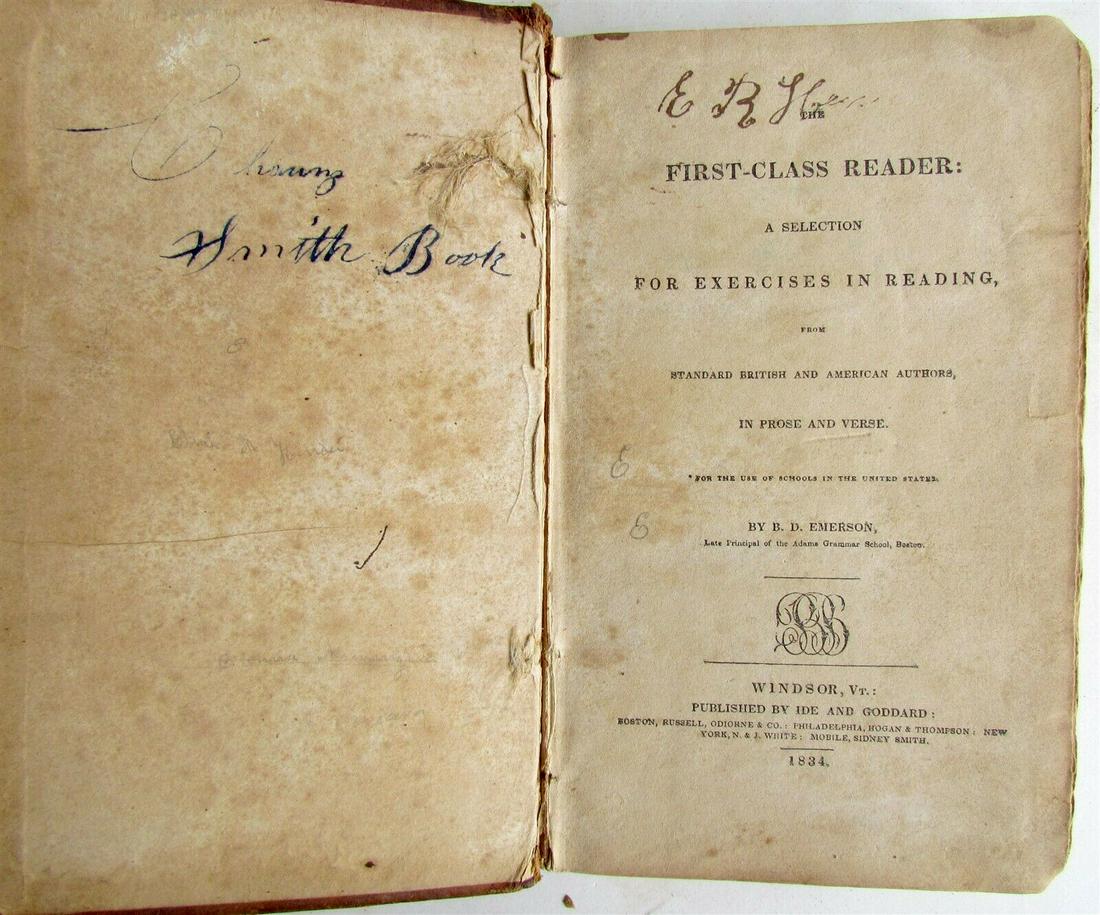 Smith Book
E R
THE
FIRST-CLASS READER:
A SELECTION
FOR EXERCISES IN READING,
FROM
STANDARD BRITISH AND AMERICAN AUTHORS,
IN PROSE AND VERSE.
FOR THE USE OF SCHOOLS IN THE UNITED STATES.
BY B. D. EMERSON,
Late Principal of the Adams Grammar School, Boston.
WINDSOR, VT.:
PUBLISHED BY IDE AND GODDARD:
BOSTON, RUSSELL, ODIORNE & CO.: PHILADELPHIA, HOGAN & THOMPSON: NEW
YORK, N. & J. WHITE: MOBILE, SIDNEY SMITH.
1834.